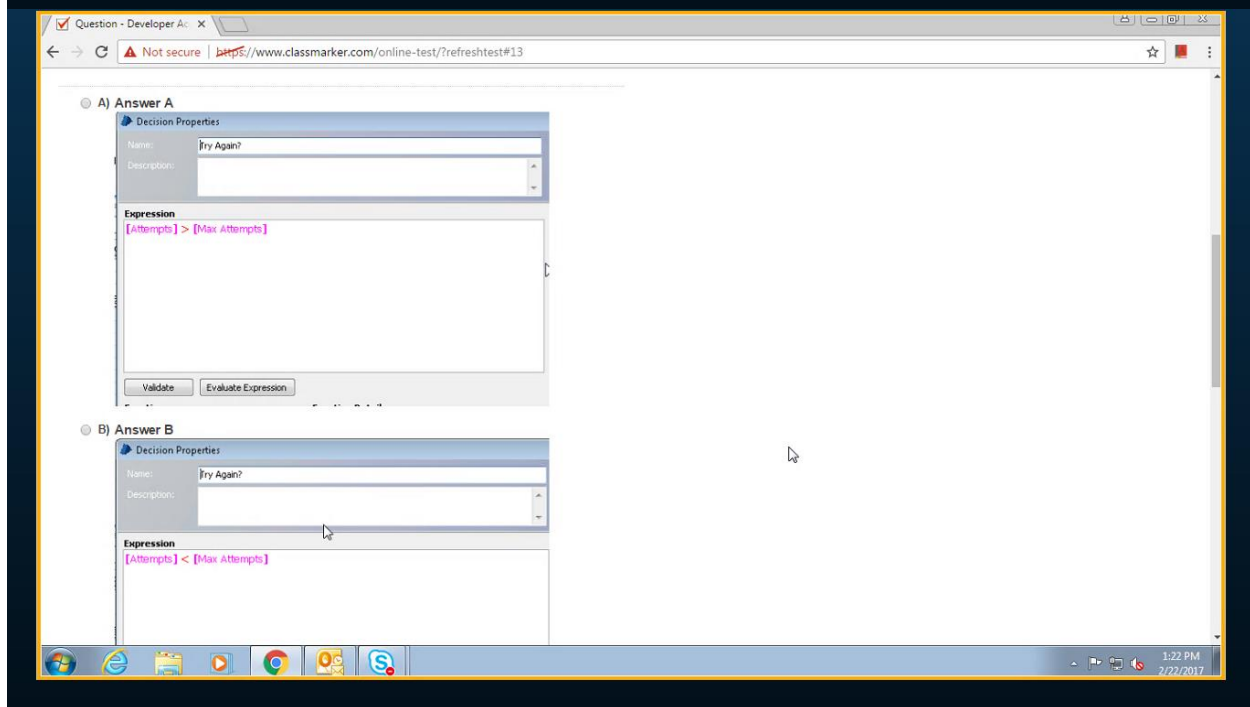 Question - Developer Ac
Not secure | https://www.classmarker.com/online-test/?refreshtest#13
A) Answer A
Decision Properties
Name: Try Again?
Description:
Expression
[Attempts] > [Max Attempts]
Validate Evaluate Expression
B) Answer B
Decision Properties
Name: Try Again?
Description:
Expression
[Attempts] < [Max Attempts]
1:22 PM
2/22/2017